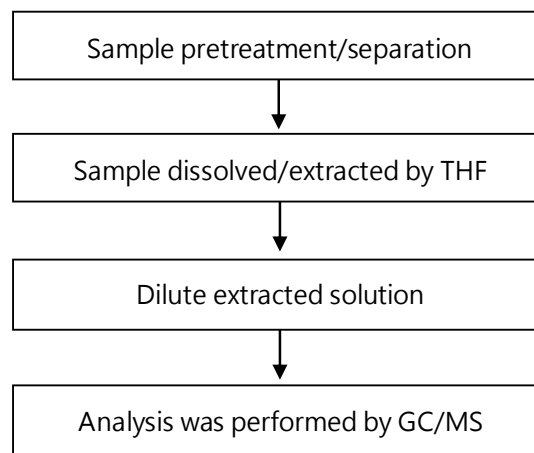 Sample pretreatment/separation
Sample dissolved/extracted by THF
Dilute extracted solution
Analysis was performed by GC/MS